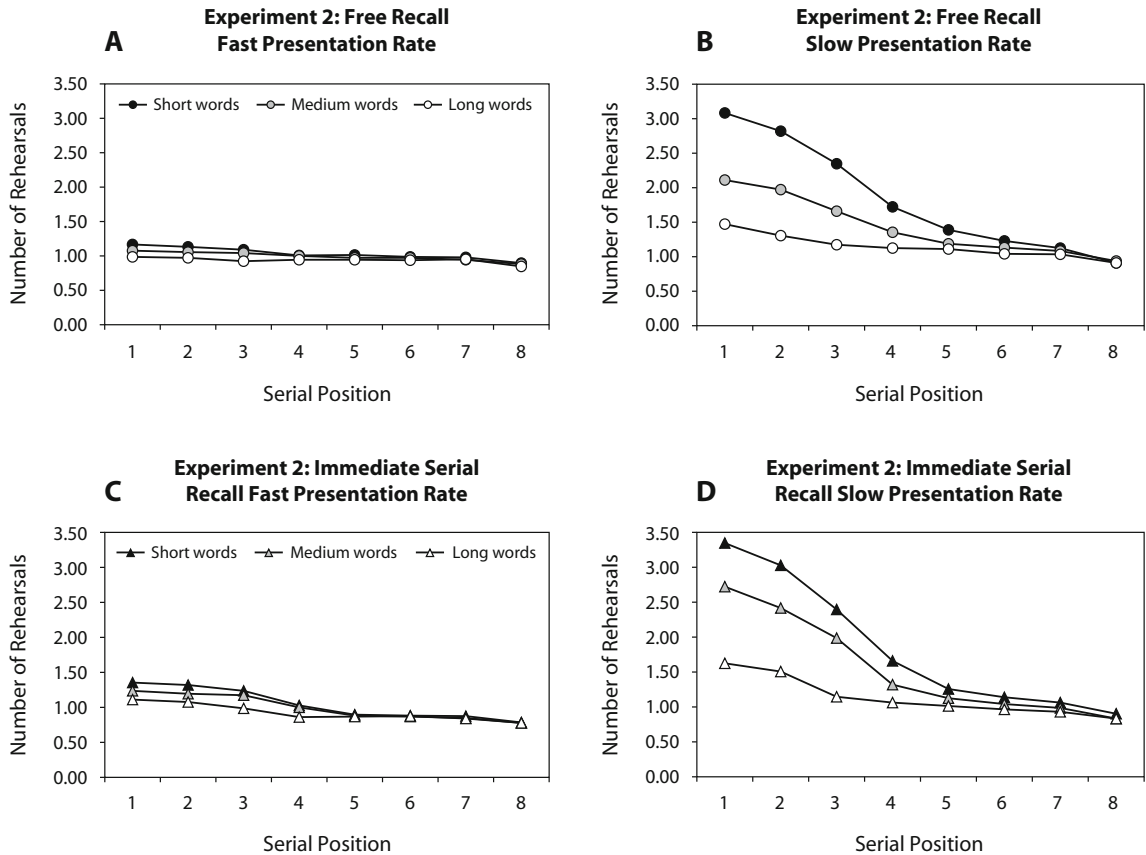 Experiment 2: Free Recall
Fast Presentation Rate
A
Number of Rehearsals
3.50
3.00
2.50
2.00
1.50
1.00
0.50
0.00
Short words Medium words Long words
1 2 3 4 5 6 7 8
Serial Position
Experiment 2: Free Recall
Slow Presentation Rate
B
Number of Rehearsals
3.50
3.00
2.50
2.00
1.50
1.00
0.50
0.00
1 2 3 4 5 6 7 8
Serial Position
Experiment 2: Immediate Serial
Recall Fast Presentation Rate
C
Number of Rehearsals
3.50
3.00
2.50
2.00
1.50
1.00
0.50
0.00
Short words Medium words Long words
1 2 3 4 5 6 7 8
Serial Position
Experiment 2: Immediate Serial
Recall Slow Presentation Rate
D
Number of Rehearsals
3.50
3.00
2.50
2.00
1.50
1.00
0.50
0.00
1 2 3 4 5 6 7 8
Serial Position